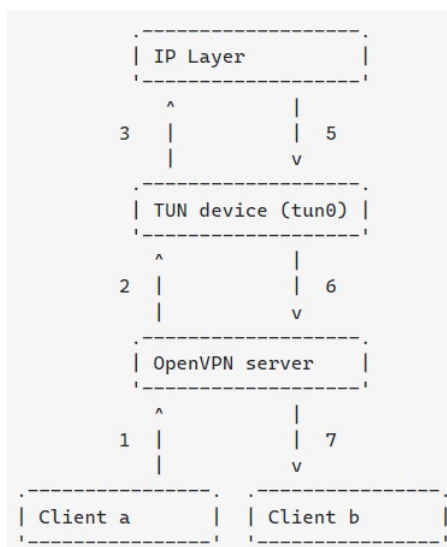 IP Layer
3 5
TUN device (tun0)
2 6
OpenVPN server
1 7
Client a Client b